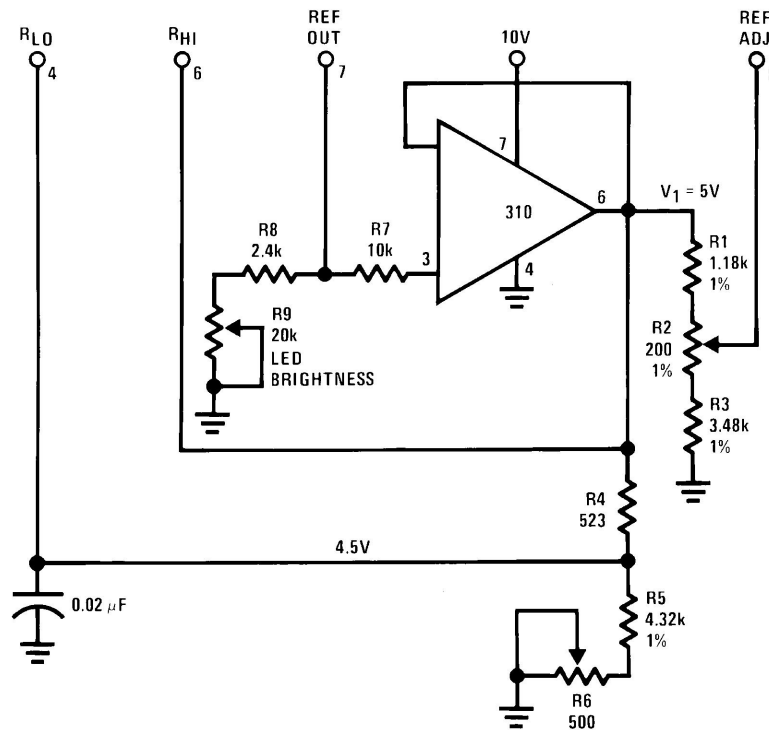 RLO
4
RHI
6
REF
OUT
7
10V
REF
ADJ
7
310
6
V1 = 5V
3
4
R8
2.4k
R7
10k
R9
20k
LED
BRIGHTNESS
R1
1.18k
1%
R2
200
1%
R3
3.48k
1%
R4
523
4.5V
0.02 μF
R5
4.32k
1%
R6
500